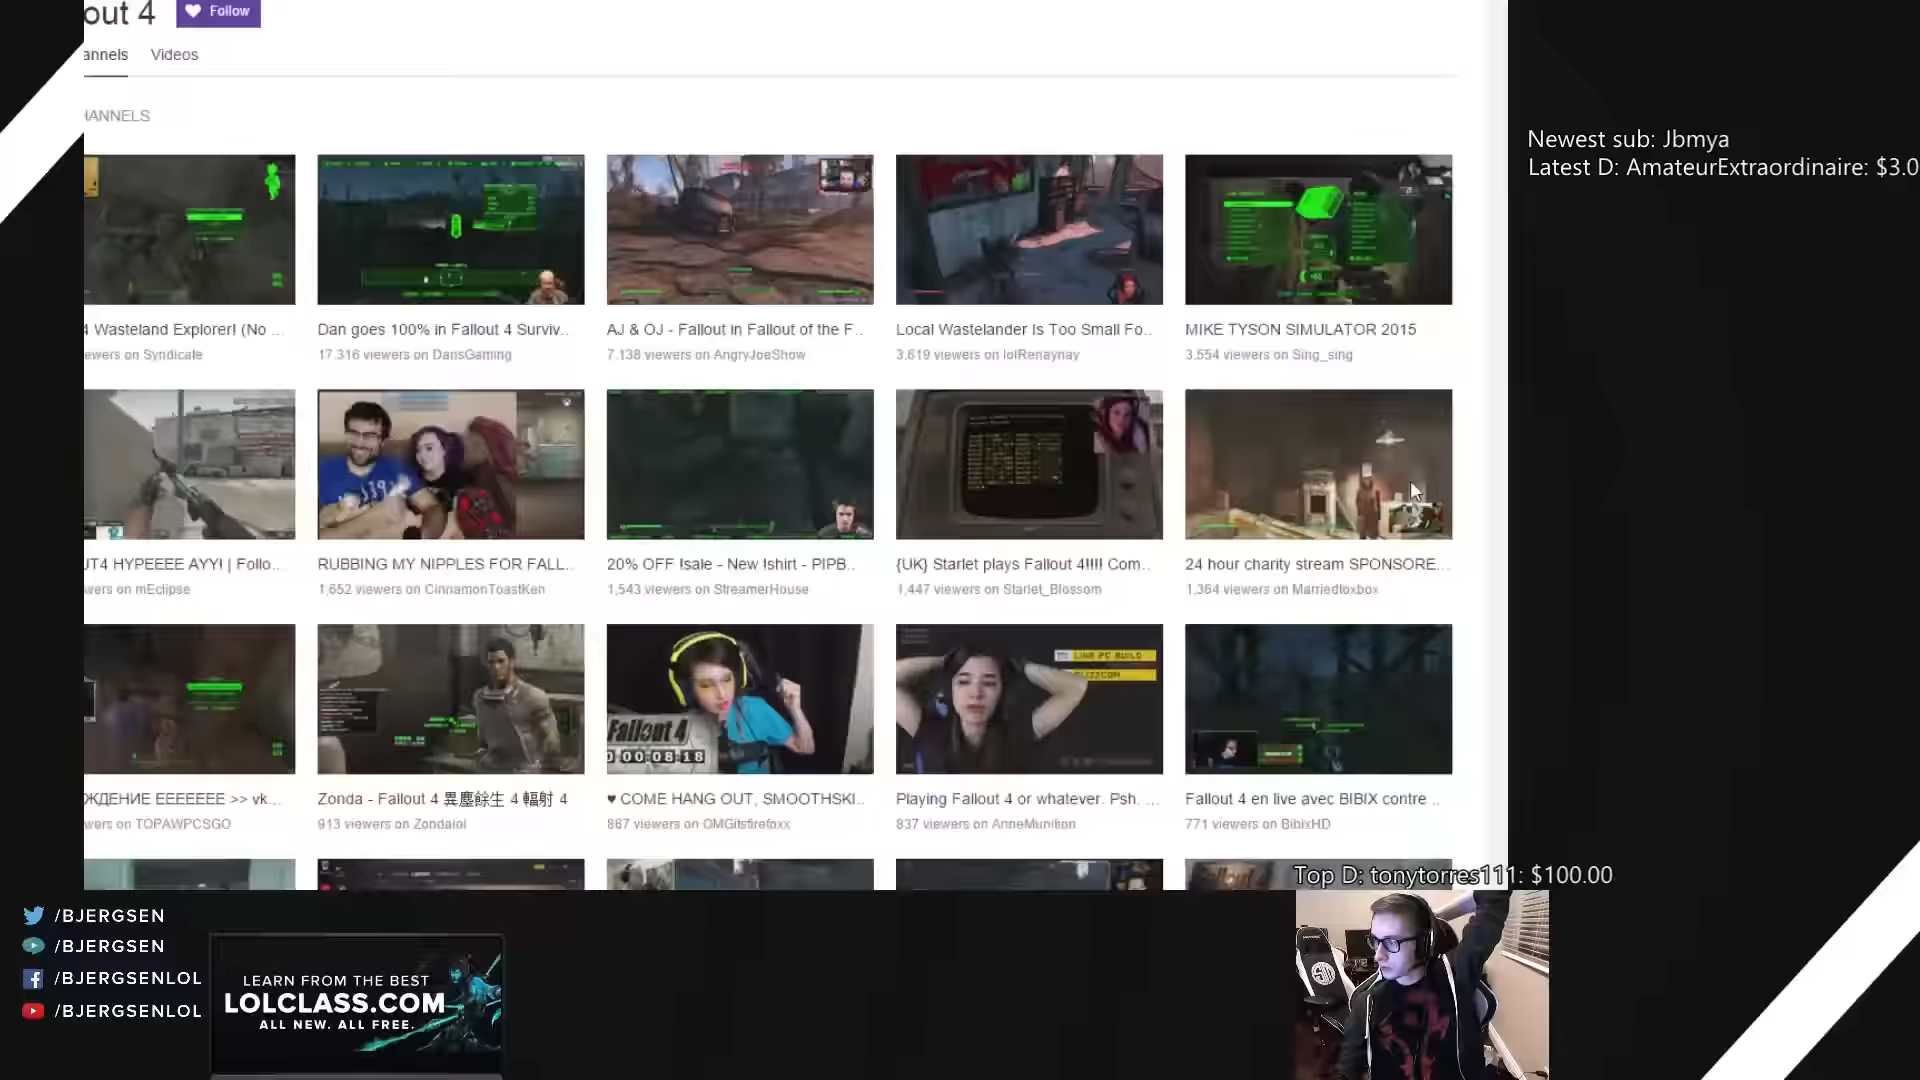 out 4
Follow
annels
Videos
HANNELS
Newest sub: Jbmya
Latest D: AmateurExtraordinaire: $3.0
4 Wasteland Explorer! (No ...
Dan goes 100% in Fallout 4 Surviv...
AJ & OJ - Fallout in Fallout of the F...
Local Wastelander Is Too Small Fo...
MIKE TYSON SIMULATOR 2015
ewers on Syndicate
17,316 viewers on DansGaming
7,138 viewers on AngryJoeShow
3,619 viewers on lolRenaynay
3,554 viewers on Sing_sing
UT4 HYPEEEE AYY! | Follo...
RUBBING MY NIPPLES FOR FALL...
20% OFF !sale - New !shirt - PIPB...
{UK} Starlet plays Fallout 4!!!! Com...
24 hour charity stream SPONSORE...
wers on mEclipse
1,652 viewers on CinnamonToastKen
1,543 viewers on StreamerHouse
1,447 viewers on Starlet_Blossom
1,364 viewers on Marriedfoxbox
Fallout 4
0:00:08:18
LINE PC BUILD
ЖДЕНИЕ EEEEEEE >> vk...
Zonda - Fallout 4 異塵餘生 4 輻射 4
♥ COME HANG OUT, SMOOTHSKI...
Playing Fallout 4 or whatever. Psh. ...
Fallout 4 en live avec BIBIX contre ...
wers on TOPAWPCSGO
913 viewers on Zondalol
867 viewers on OMGitsfirefoxx
837 viewers on AnneMunition
771 viewers on BibixHD
Top D: tonytorres111: $100.00
/BJERGSEN
/BJERGSEN
/BJERGSENLOL
/BJERGSENLOL
LEARN FROM THE BEST
LOLCLASS.COM
ALL NEW. ALL FREE.